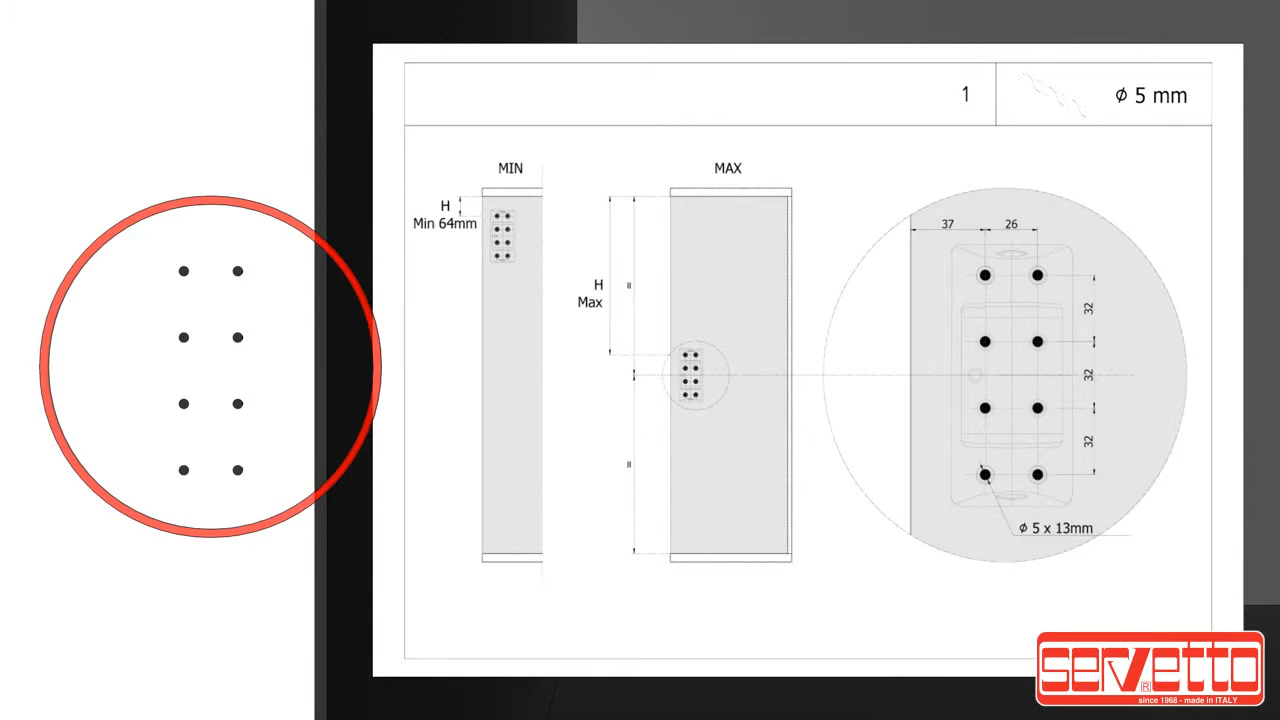 1
ϕ 5 mm
MIN
MAX
H
Min 64mm
H
Max
=
=
37
26
32
32
32
ϕ 5 x 13mm
servetto
®
since 1968 - made in ITALY